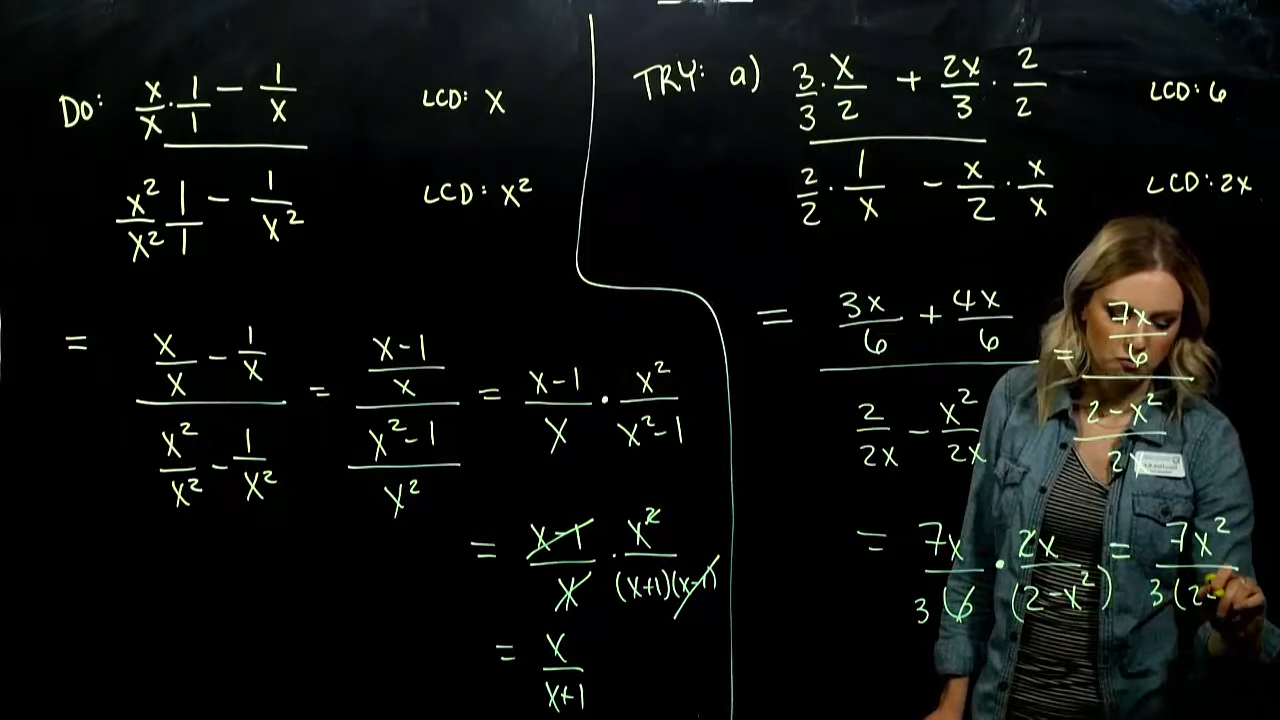 Do: x/x · 1/1 - 1/x LCD: x
x²/x² 1/1 - 1/x² LCD: x²
= x/x - 1/x = x-1/x = x-1/x · x²/x²-1
x²/x² - 1/x² x²-1/x²
= x-1/x · x²/(x+1)(x-1)
= x/x+1
TRY: a) 3/3 · x/2 + 2x/3 · 2/2 LCD: 6
2/2 · 1/x - x/2 · x/x LCD: 2x
= 3x/6 + 4x/6 = 7x/6
2/2x - x²/2x 2-x²/2x
= 7x/3 6 · 2x/(2-x²) = 7x²/3(2-